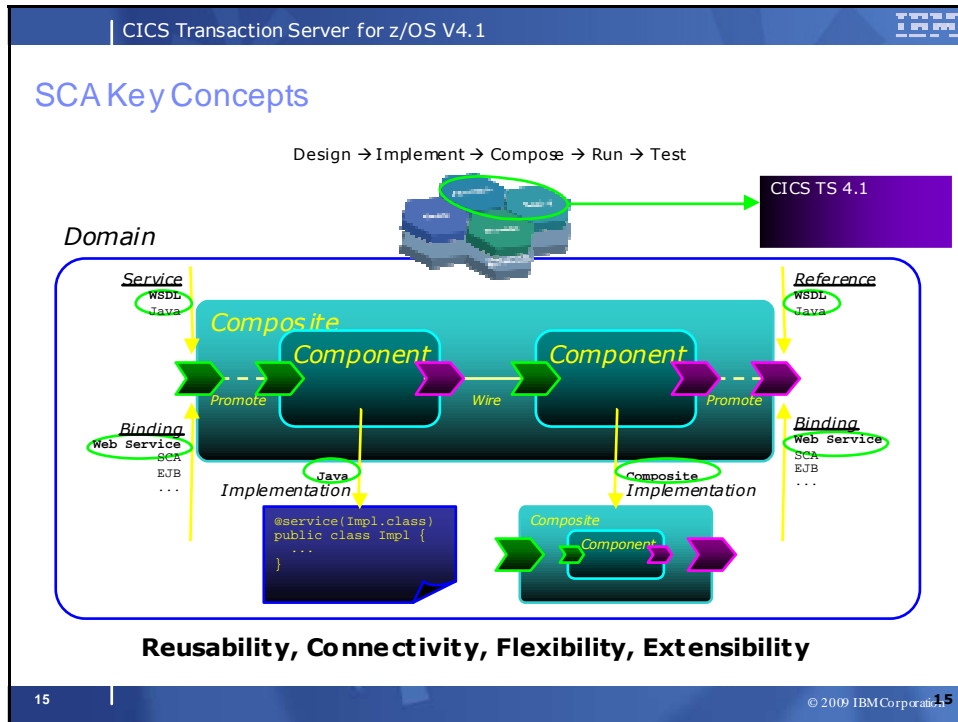 CICS Transaction Server for z/OS V4.1
IBM
SCA Key Concepts
Design → Implement → Compose → Run → Test
CICS TS 4.1
Domain
Service
WSDL
Java
Reference
WSDL
Java
Composite
Component
Component
Promote
Wire
Promote
Binding
Web Service
SCA
EJB
...
Binding
Web Service
SCA
EJB
...
Java
Implementation
Composite
Implementation
@service(Impl.class)
public class Impl {
...
}
Composite
Component
Reusability, Connectivity, Flexibility, Extensibility
15
© 2009 IBM Corporation
15